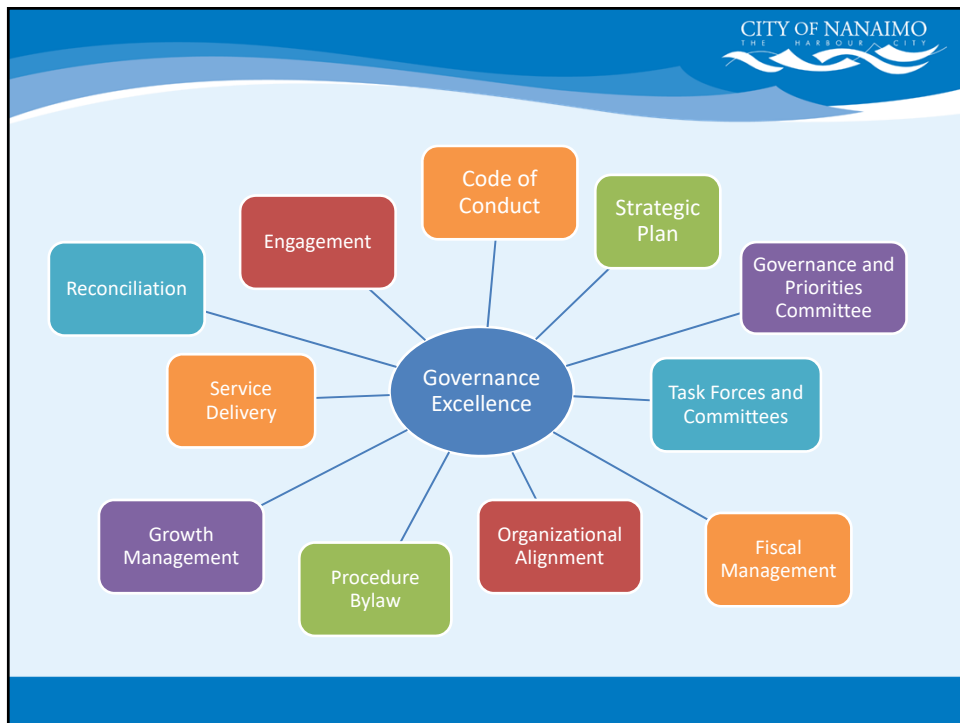 CITY OF NANAIMO
THE HARBOUR CITY
Code of
Conduct
Strategic
Plan
Engagement
Governance and
Priorities
Committee
Reconciliation
Governance
Excellence
Service
Delivery
Task Forces and
Committees
Growth
Management
Procedure
Bylaw
Organizational
Alignment
Fiscal
Management